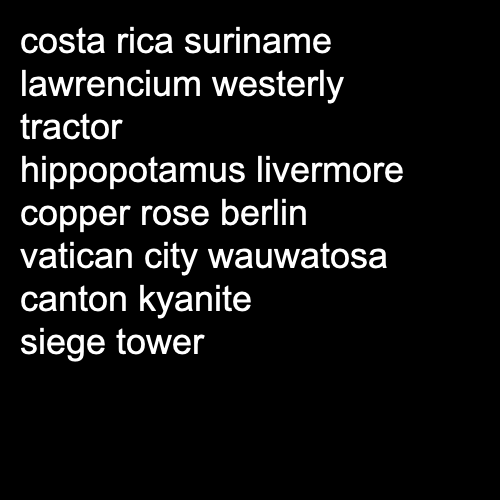 costa rica suriname
lawrencium westerly
tractor
hippopotamus livermore
copper rose berlin
vatican city wauwatosa
canton kyanite
siege tower